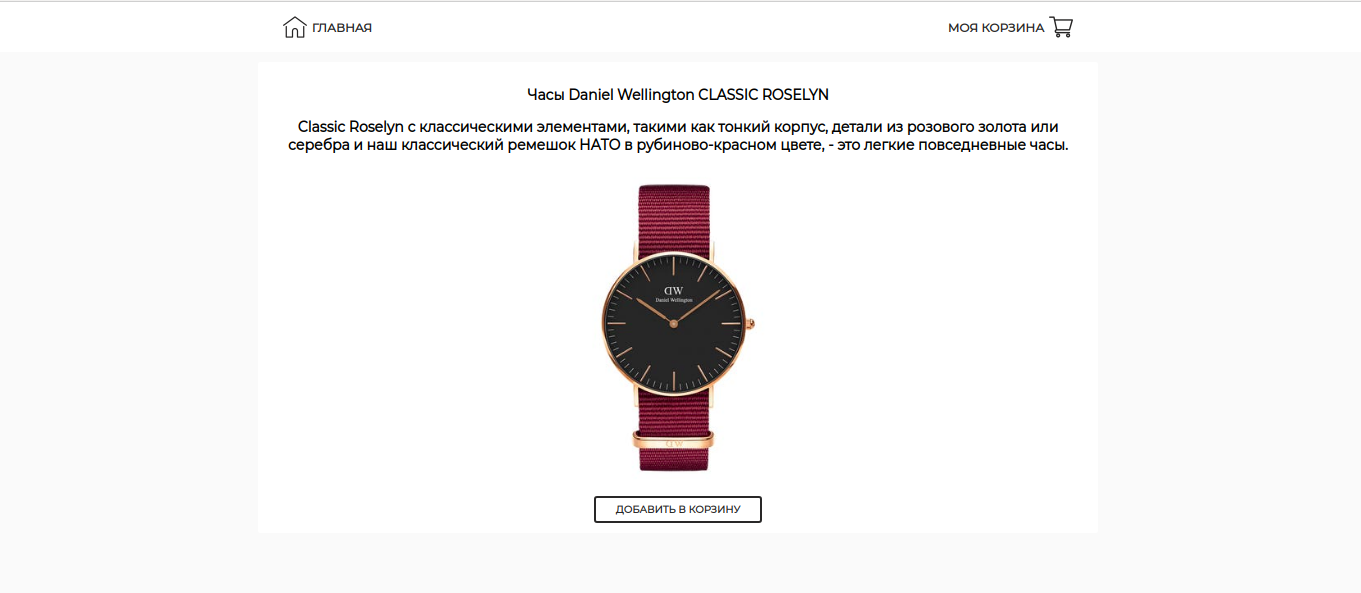 ГЛАВНАЯ
МОЯ КОРЗИНА
Часы Daniel Wellington CLASSIC ROSELYN
Classic Roselyn с классическими элементами, такими как тонкий корпус, детали из розового золота или
серебра и наш классический ремешок НАТО в рубиново-красном цвете, - это легкие повседневные часы.
DW
Daniel Wellington
DW
ДОБАВИТЬ В КОРЗИНУ